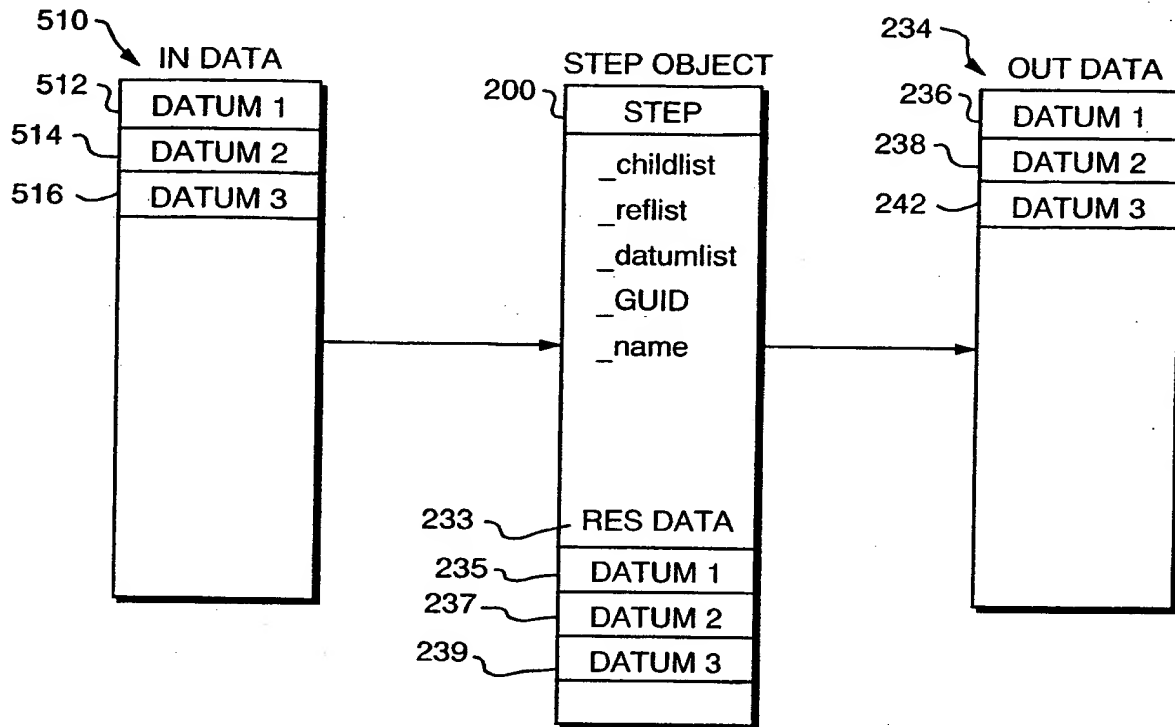 510
IN DATA
512
DATUM 1
514
DATUM 2
516
DATUM 3
STEP OBJECT
200
STEP
_childlist
_reflist
_datumlist
_GUID
_name
233
RES DATA
235
DATUM 1
237
DATUM 2
239
DATUM 3
234
OUT DATA
236
DATUM 1
238
DATUM 2
242
DATUM 3